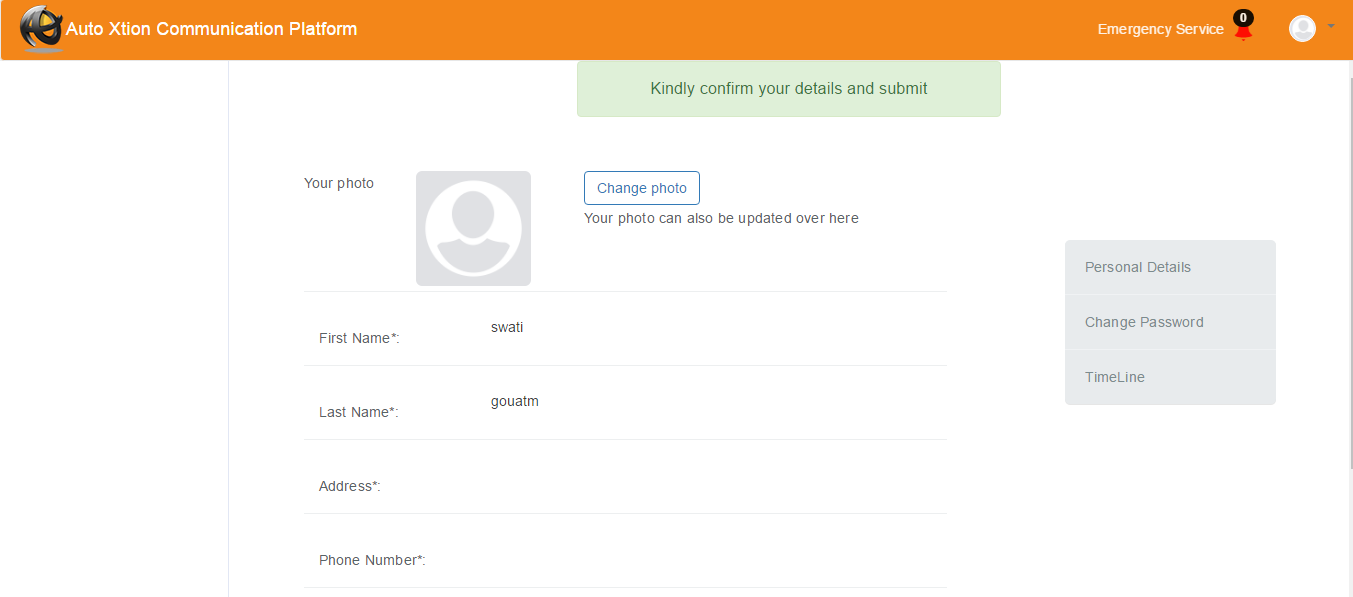 Auto Xtion Communication Platform
Emergency Service 0
Kindly confirm your details and submit
Your photo
Change photo
Your photo can also be updated over here
First Name*: swati
Last Name*: gouatm
Address*:
Phone Number*:
Personal Details
Change Password
TimeLine